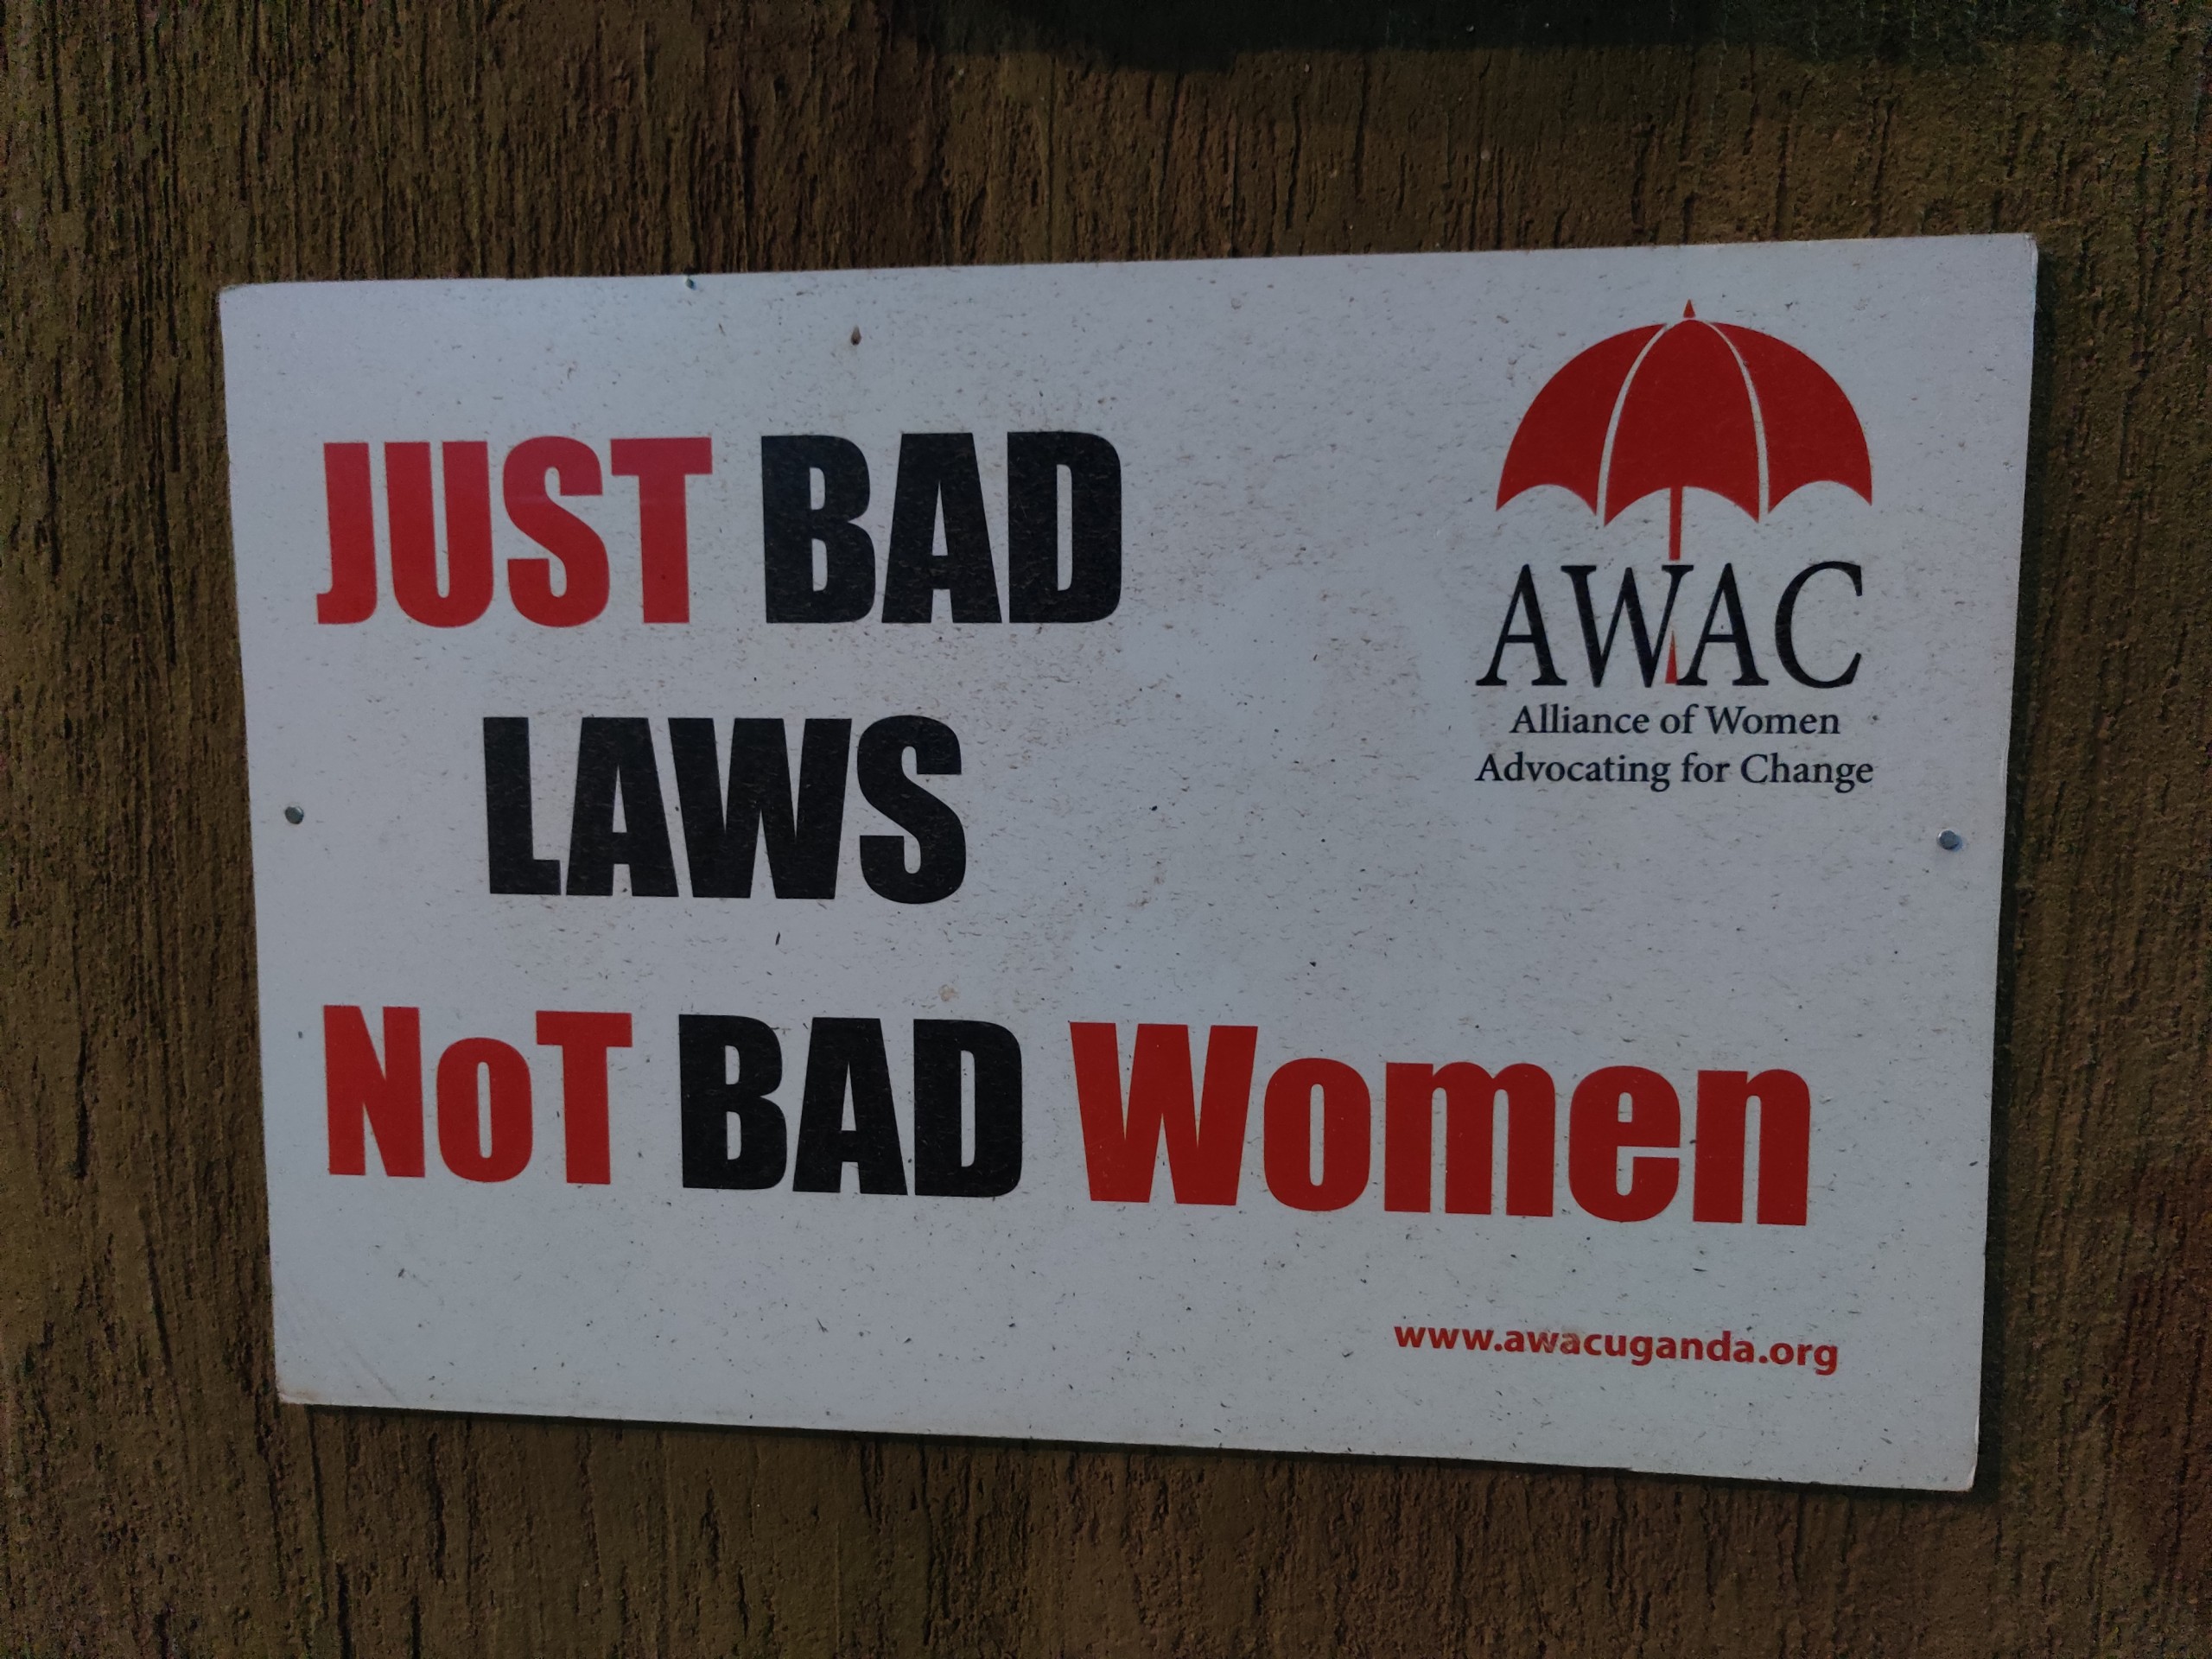 JUST BAD
LAWS
NoT BAD Women
AWAC
Alliance of Women
Advocating for Change
www.awacuganda.org